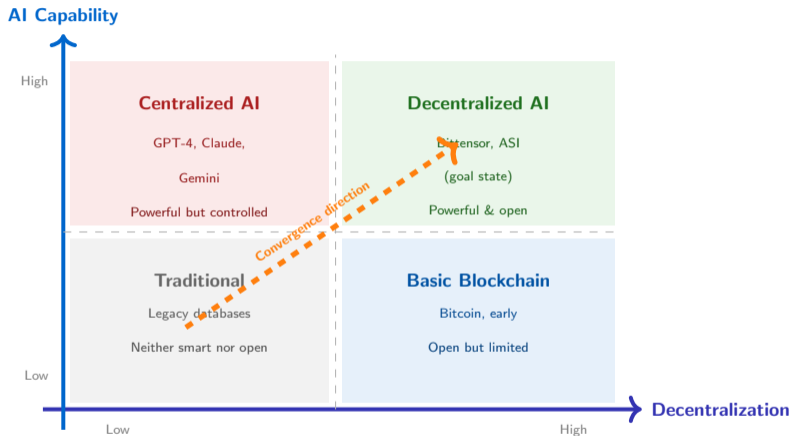 AI Capability
High
Centralized AI
GPT-4, Claude,
Gemini
Powerful but controlled
Decentralized AI
Bittensor, ASI
(goal state)
Powerful & open
Convergence direction
Traditional
Legacy databases
Neither smart nor open
Basic Blockchain
Bitcoin, early
Open but limited
Low
Decentralization
Low
High